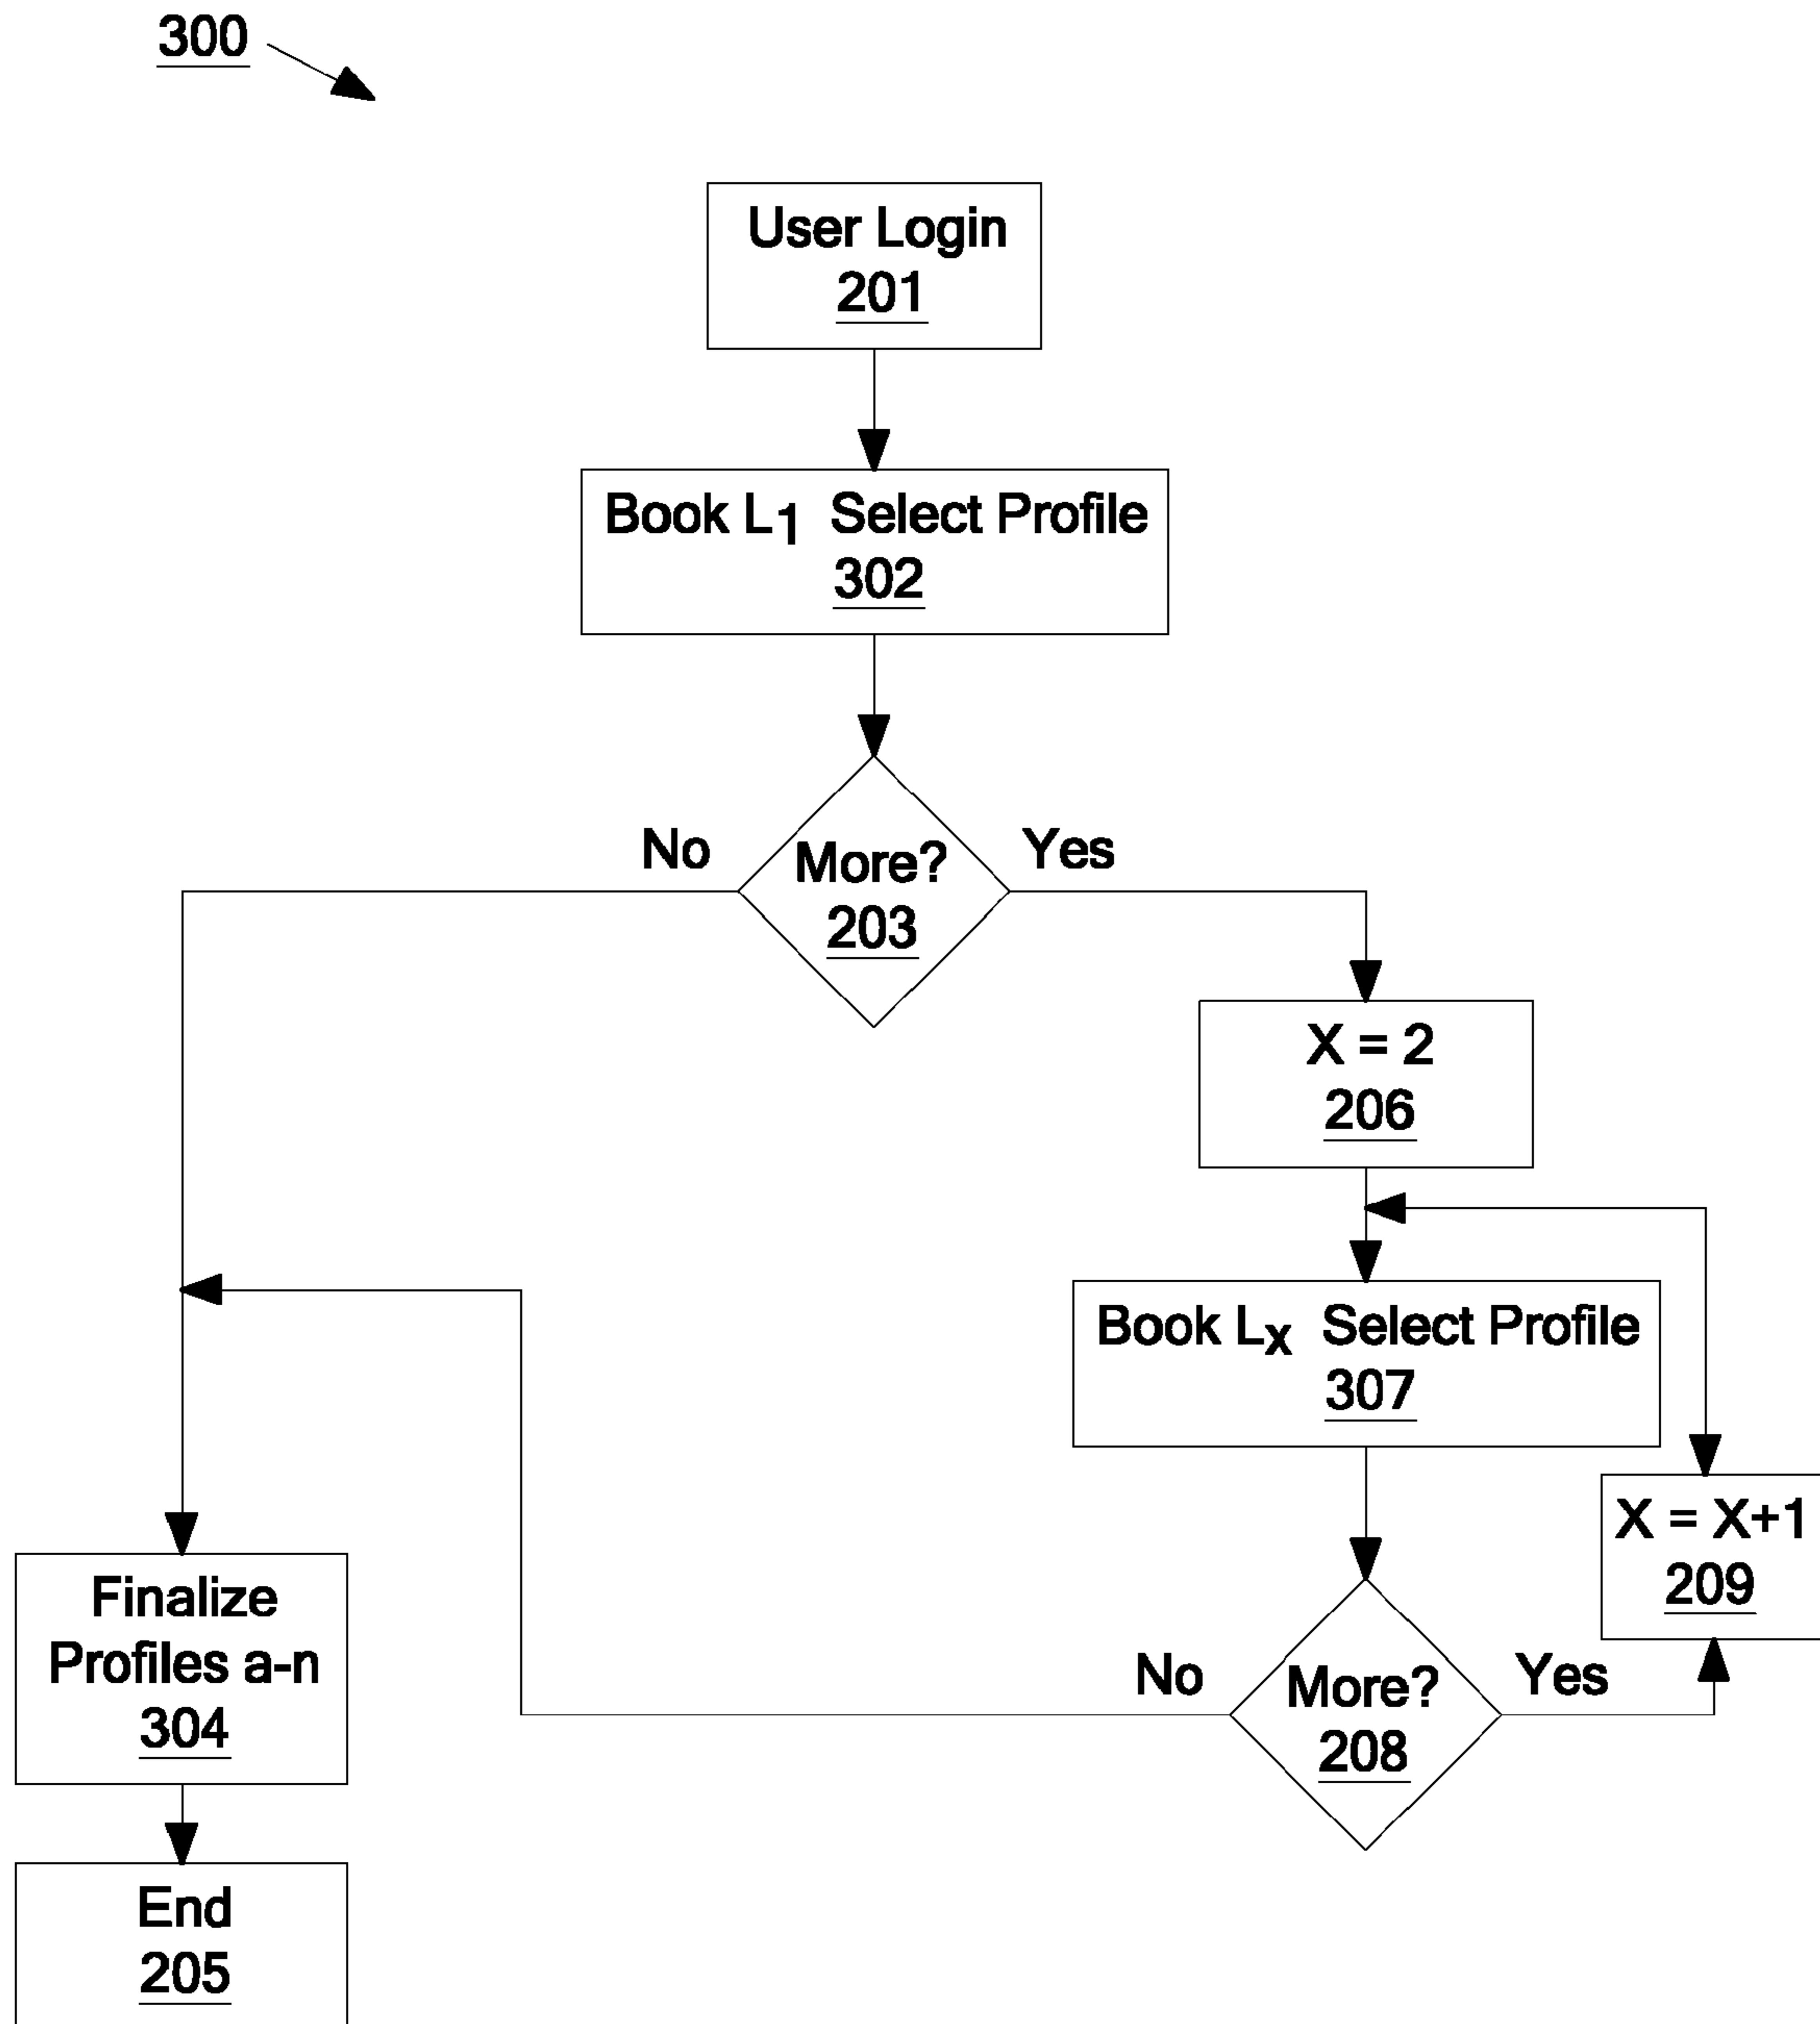 300
User Login
201
Book L1 Select Profile
302
No
More?
Yes
203
X = 2
206
Book Lx Select Profile
307
X = X+1
209
Finalize
Profiles a-n
304
No
More?
Yes
208
End
205